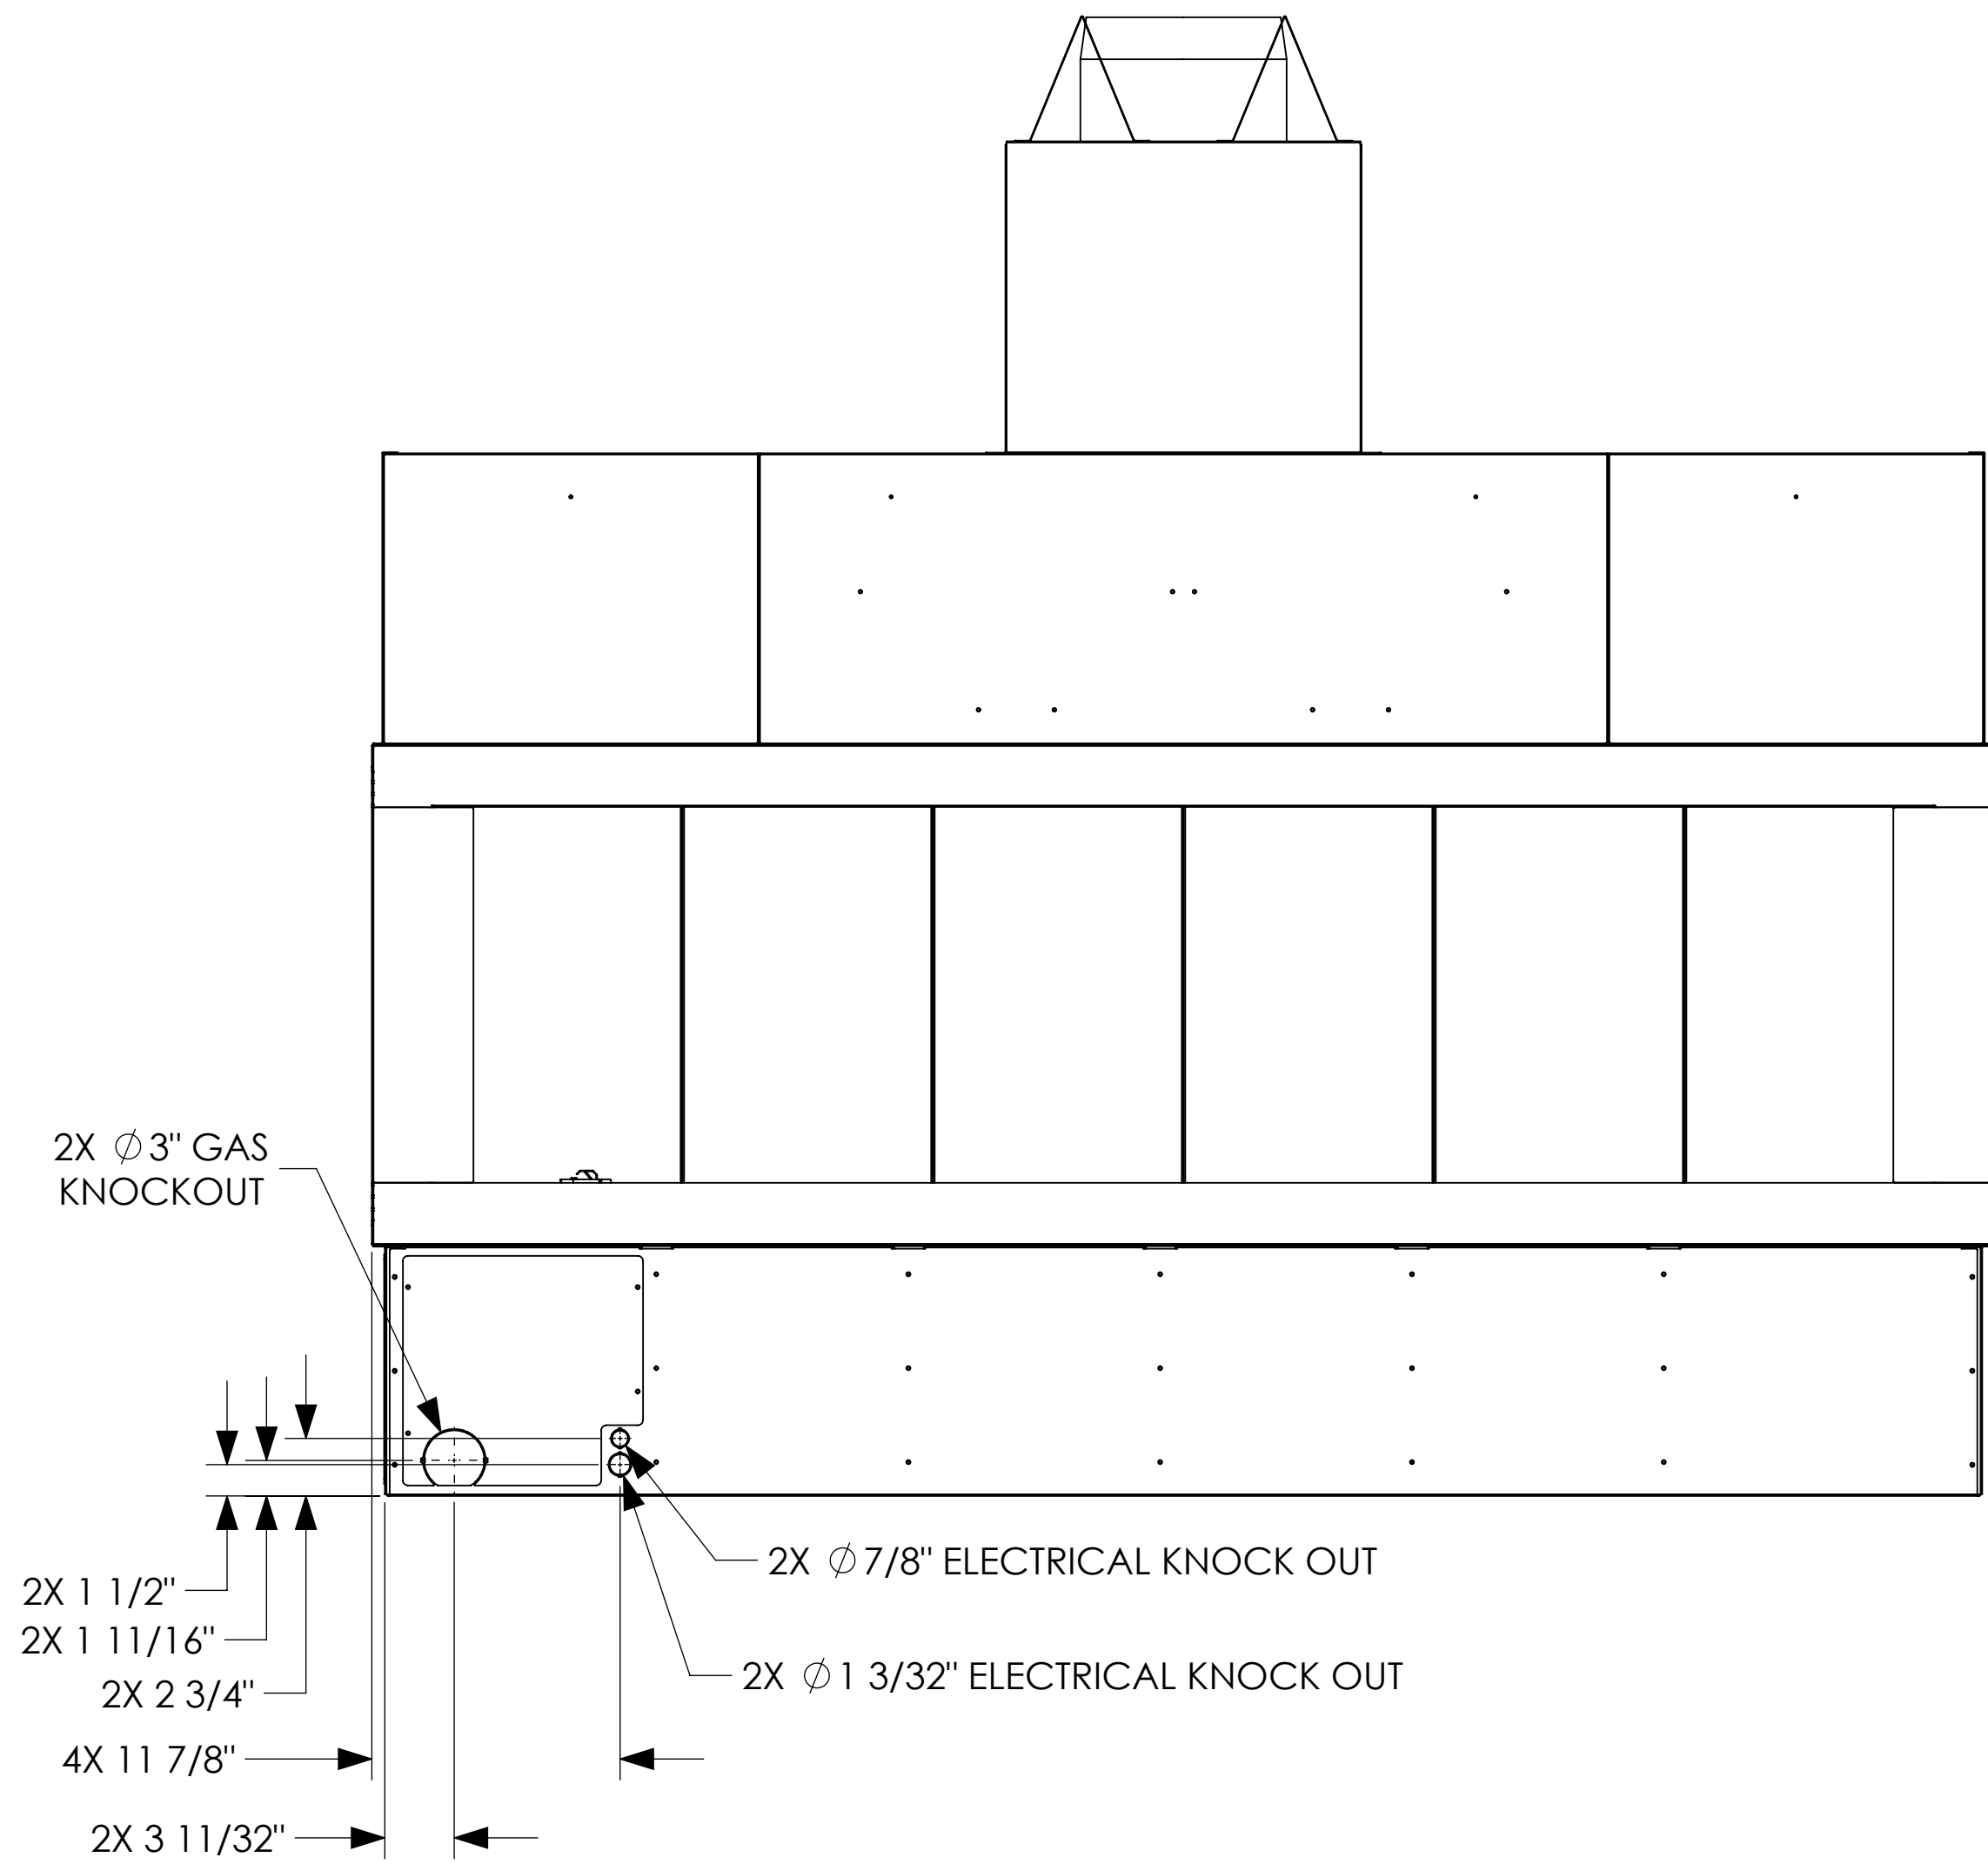 2X ⌀3" GAS
KNOCKOUT
2X ⌀7/8" ELECTRICAL KNOCK OUT
2X 1 1/2"
2X 1 11/16"
2X ⌀1 3/32" ELECTRICAL KNOCK OUT
2X 2 3/4"
4X 11 7/8"
2X 3 11/32"